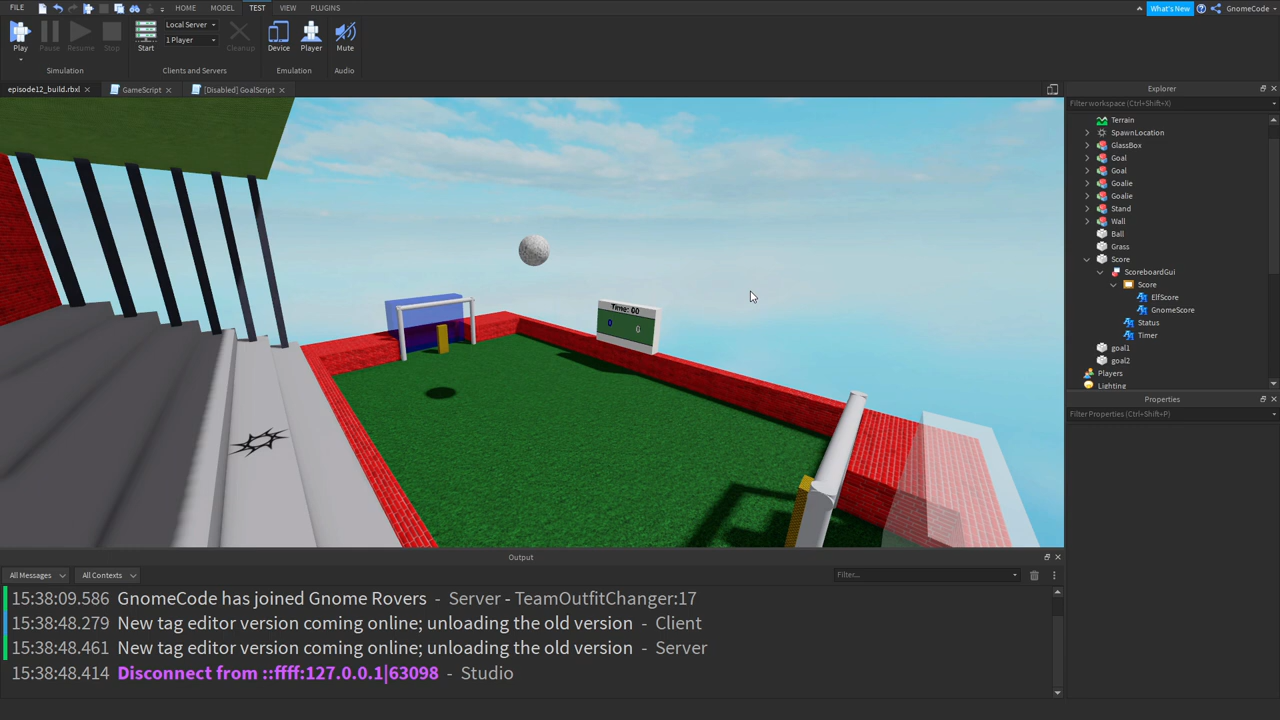 FILE
HOME
MODEL
TEST
VIEW
PLUGINS
What's New
GnomeCode
Play
Pause
Resume
Stop
Simulation
Start
Local Server
1 Player
Cleanup
Clients and Servers
Device
Player
Emulation
Mute
Audio
episode12_build.rbxl
GameScript
[Disabled] GoalScript
Time: 00
0
0
Explorer
Filter workspace (Ctrl+Shift+X)
Terrain
SpawnLocation
GlassBox
Goal
Goal
Goalie
Goalie
Stand
Wall
Ball
Grass
Score
ScoreboardGui
Score
ElfScore
GnomeScore
Status
Timer
goal1
goal2
Players
Lighting
Properties
Filter Properties (Ctrl+Shift+P)
Output
All Messages
All Contexts
Filter...
15:38:09.586 GnomeCode has joined Gnome Rovers - Server - TeamOutfitChanger:17
15:38:48.279 New tag editor version coming online; unloading the old version - Client
15:38:48.461 New tag editor version coming online; unloading the old version - Server
15:38:48.414 Disconnect from ::ffff:127.0.0.1|63098 - Studio